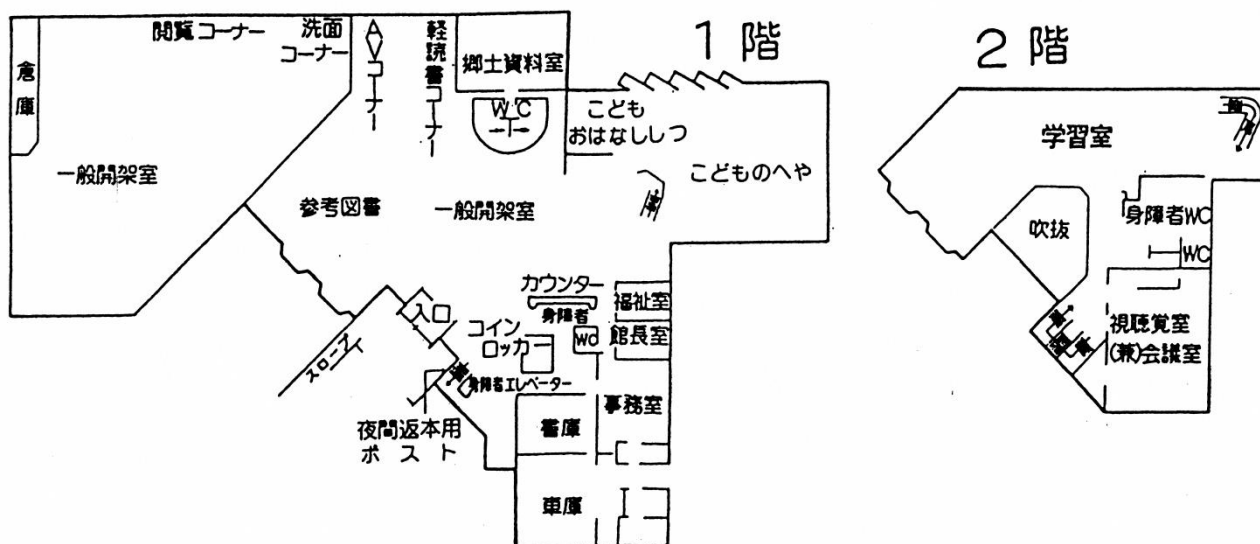 1階
2階
閲覧コーナー
洗面
コーナー
AVコーナー
軽読書コーナー
郷土資料室
倉庫
WC
こども
おはなししつ
こどものへや
一般開架室
参考図書
一般開架室
カウンター
身障者
WC
福祉室
館長室
入口
コイン
ロッカー
スロープ
身障者エレベーター
事務室
夜間返本用
ポスト
書庫
車庫
学習室
吹抜
身障者WC
WC
視聴覚室
(兼)会議室